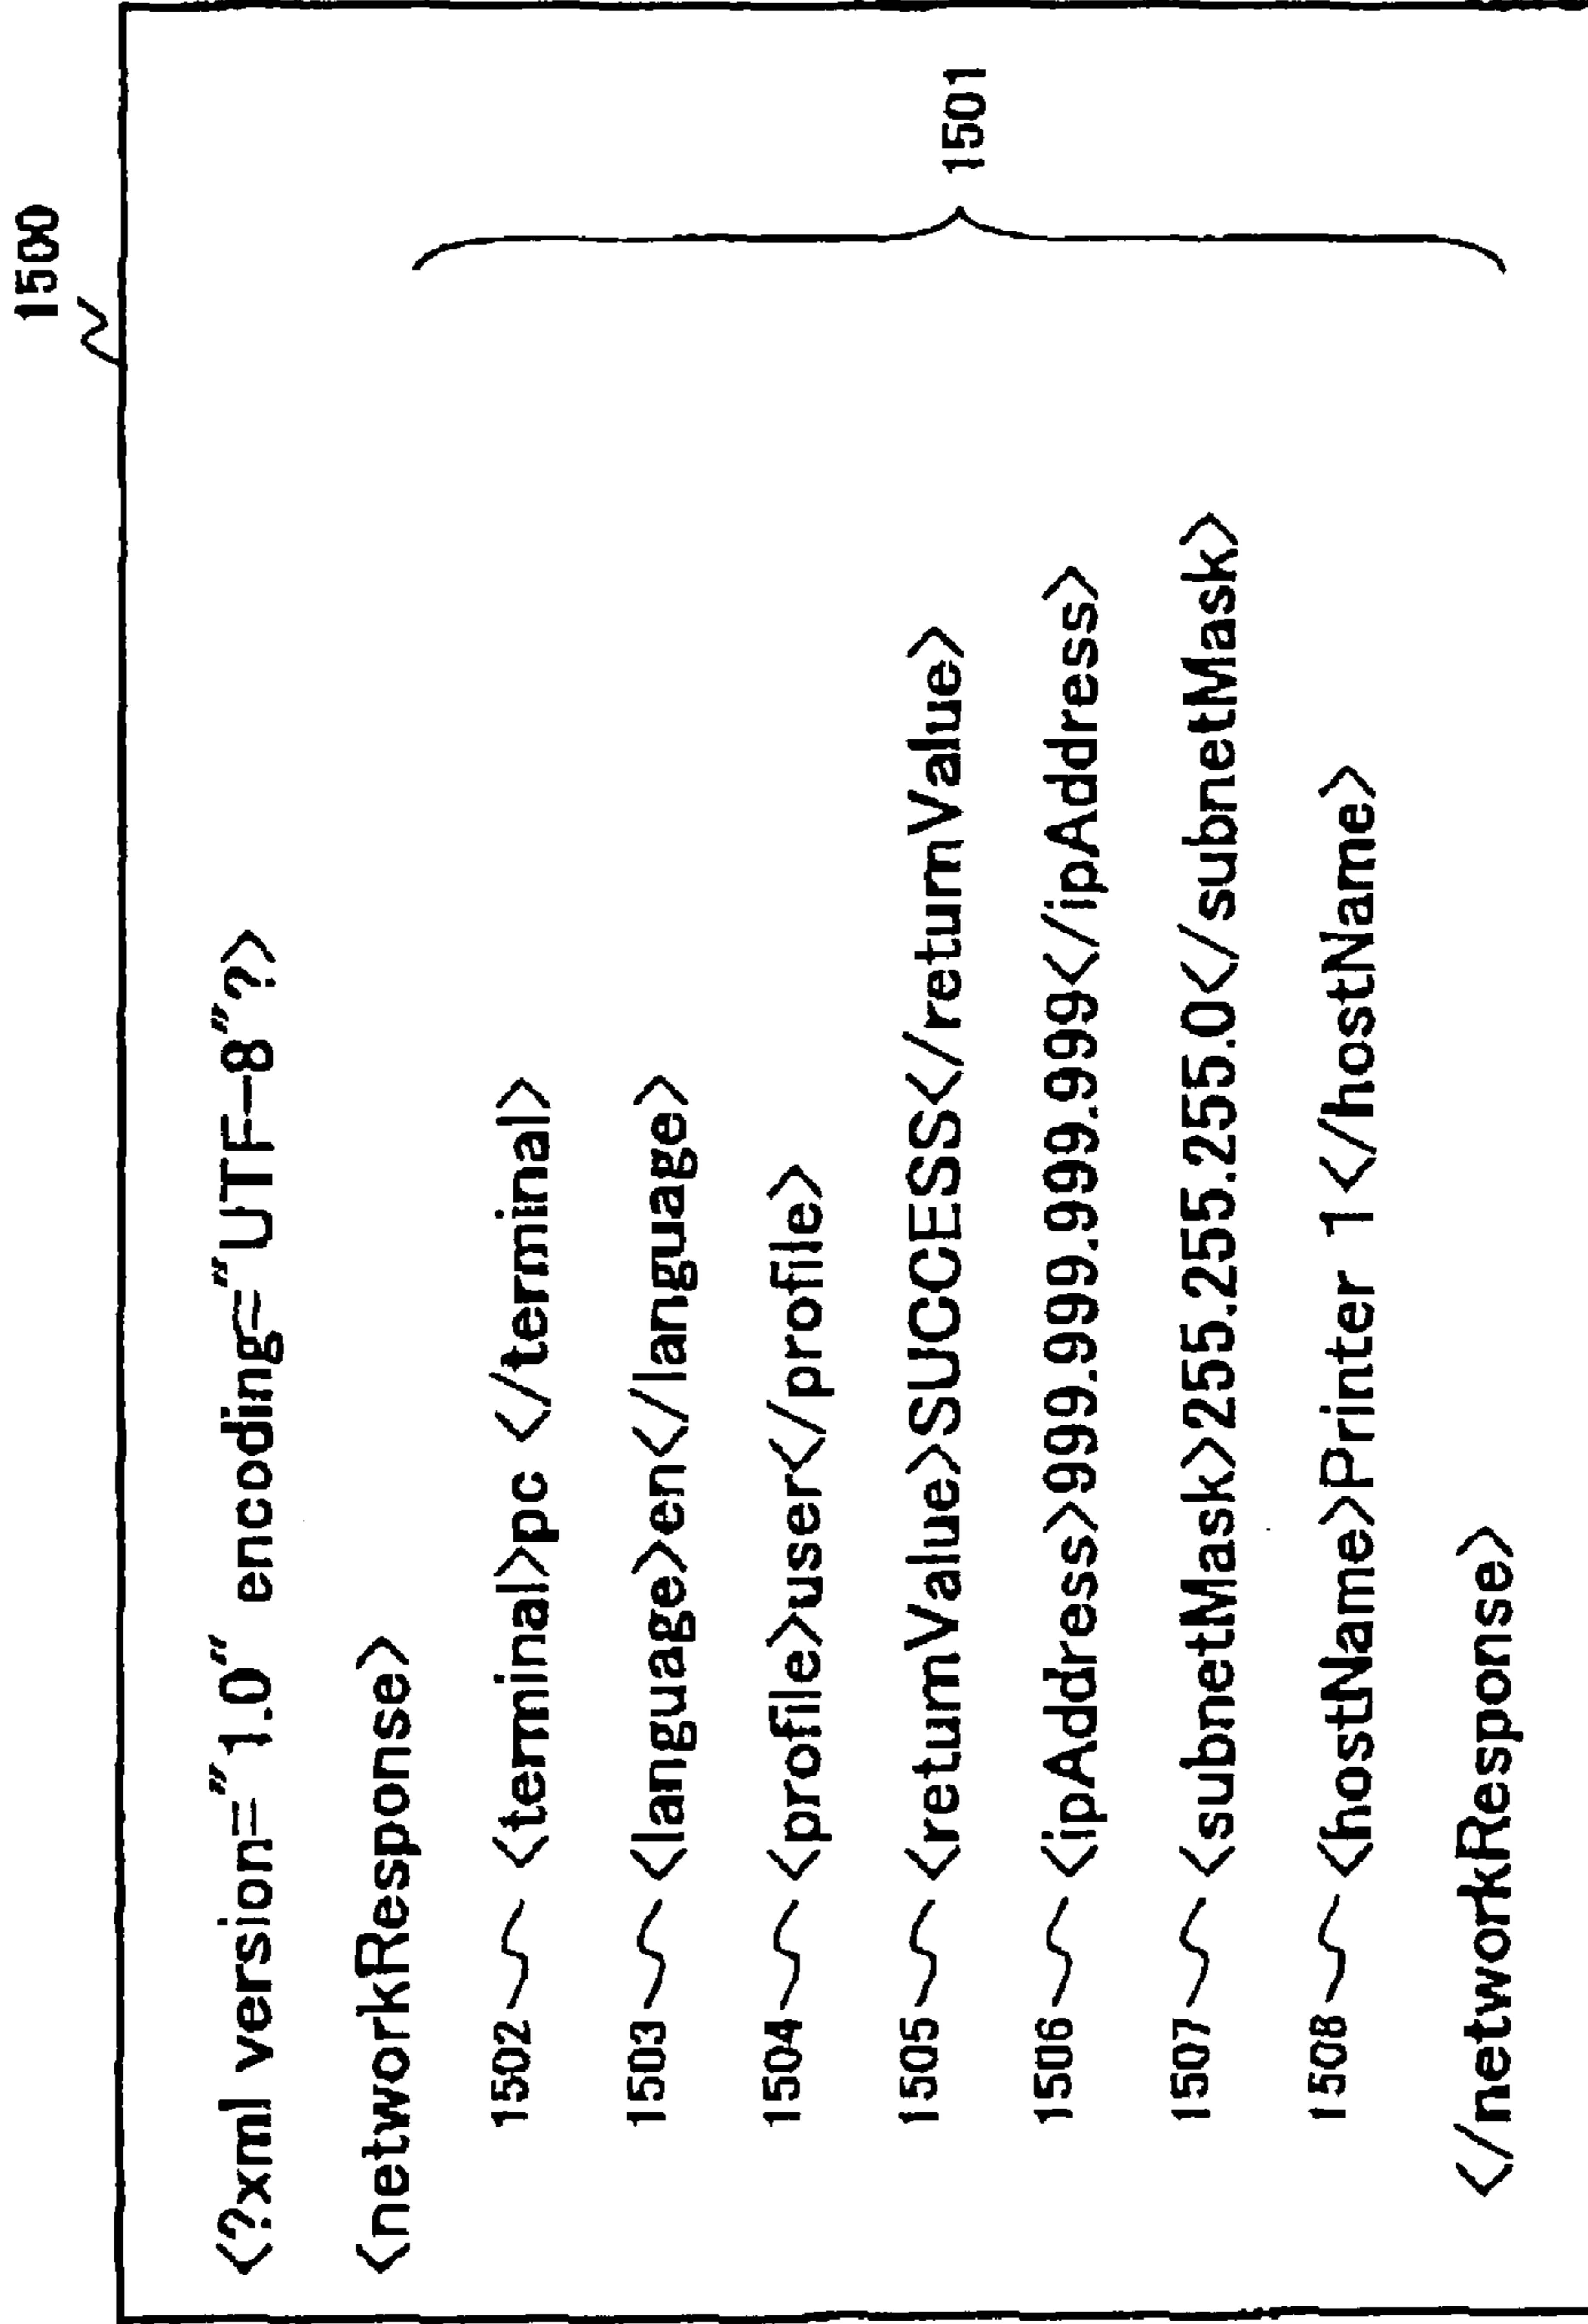 1500
<?xml version="1.0" encoding="UTF-8"?>
<networkResponse>
1502 <terminal>pc </terminal>
1503 <language>en</language>
1504 <profile>user</profile>
1505 <returnValue>SUCCESS</returnValue>
1506 <ipAddress>999.999.999.999</ipAddress>
1507 <subnetMask>255.255.255.0</subnetMask>
1508 <hostName>Printer 1</hostName>
</networkResponse>
1501